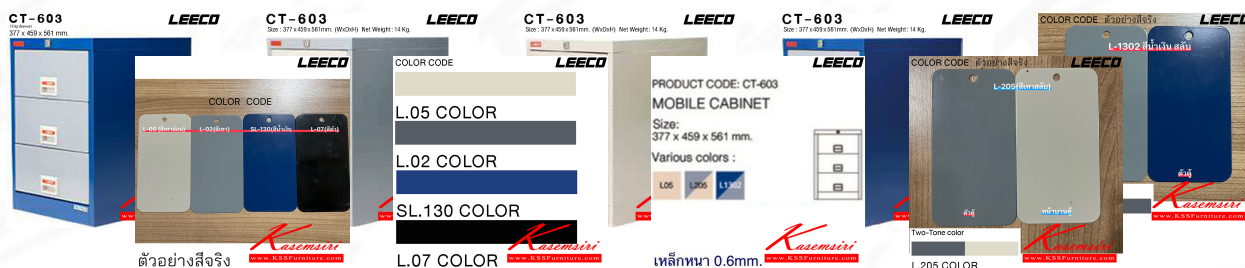 CT-603
LEECO
377 x 459 x 561 mm.
CT-603
LEECO
Size : 377 x 459 x 561mm. (WxDxH) Net Weight : 14 Kg.
CT-603
LEECO
Size : 377 x 459 x 561mm. (WxDxH) Net Weight : 14 Kg.
CT-603
LEECO
Size : 377 x 459 x 561mm. (WxDxH) Net Weight : 14 Kg.
COLOR CODE ตัวอย่างสีจริง
LEECO
L-1302 สีน้ำเงิน สลับ
ตัวตู้
www.KSSFurniture.com
LEECO
COLOR CODE
L-05 (สีเทาอ่อน)
L-02(สีเทา)
SL-130(สีน้ำเงิน
L-07(สีดำ)
Kasemsiri
www.KSSFurniture.com
ตัวอย่างสีจริง
COLOR CODE
LEECO
L.05 COLOR
L.02 COLOR
SL.130 COLOR
L.07 COLOR
Kasemsiri
www.KSSFurniture.com
LEECO
PRODUCT CODE: CT-603
MOBILE CABINET
Size:
377 x 459 x 561 mm.
Various colors :
L05
L205
L1302
เหล็กหนา 0.6mm.
Kasemsiri
www.KSSFurniture.com
COLOR CODE ตัวอย่างสีจริง
LEECO
L-205(สีเทาสลับ)
ตัวตู้
หน้าบานตู้
Two-Tone color
L.205 COLOR
Kasemsiri
www.KSSFurniture.com